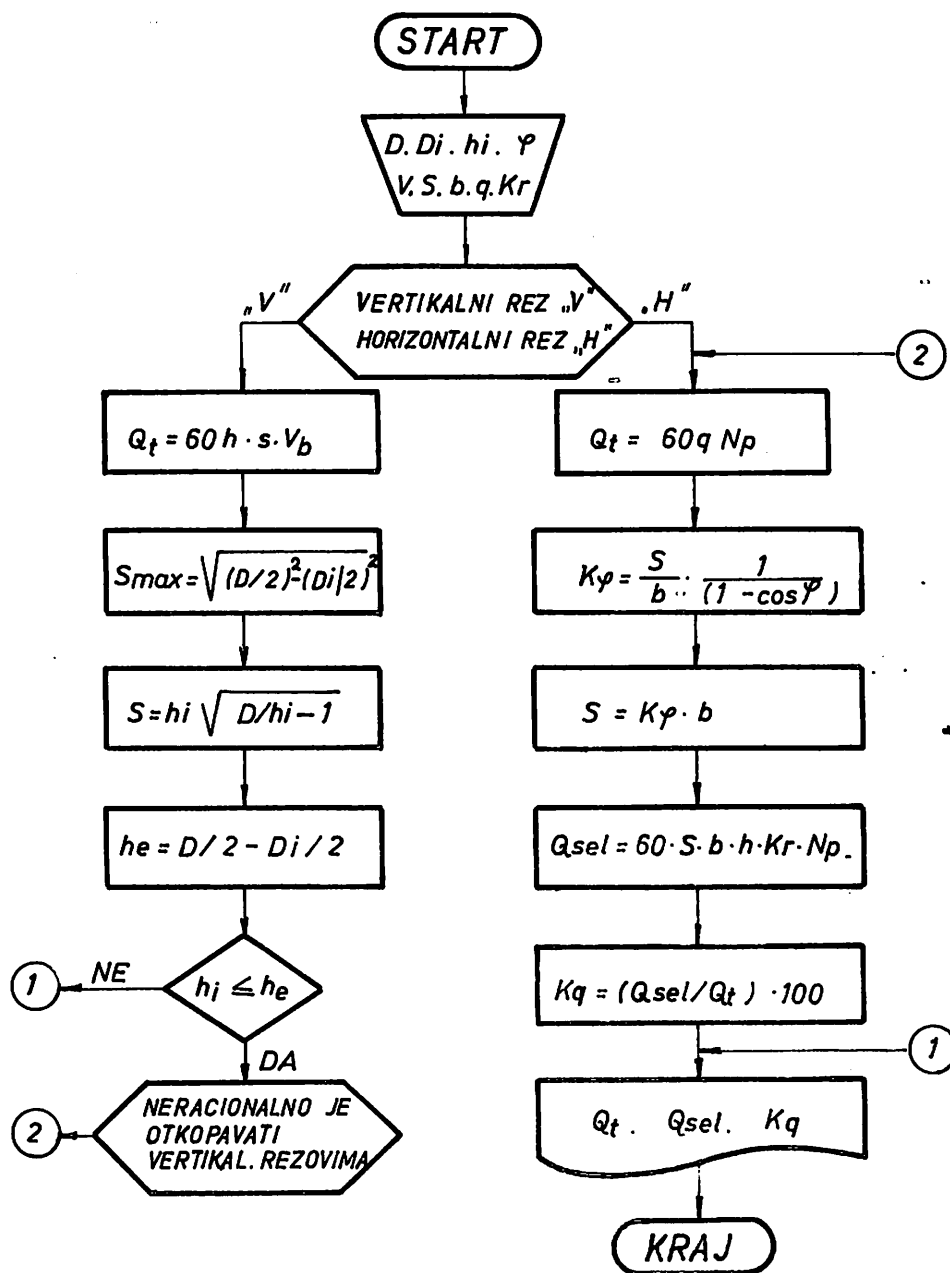 START
D. Di. hi. φ
V. S. b. q. Kr
VERTIKALNI REZ „V"
HORIZONTALNI REZ „H"
„V"
„H"
2
Qt = 60 h · s · Vb
Smax = √(D/2)² - (Di/2)²
S = hi √D/hi - 1
he = D/2 - Di/2
hi ≤ he
NE
1
DA
NERACIONALNO JE
OTKOPAVATI
VERTIKAL. REZOVIMA
2
Qt = 60 q Np
Kφ = S/b · 1/(1 - cosφ)
S = Kφ · b
Qsel = 60 · S · b · h · Kr · Np
Kq = (Qsel/Qt) · 100
1
Qt. Qsel. Kq
KRAJ